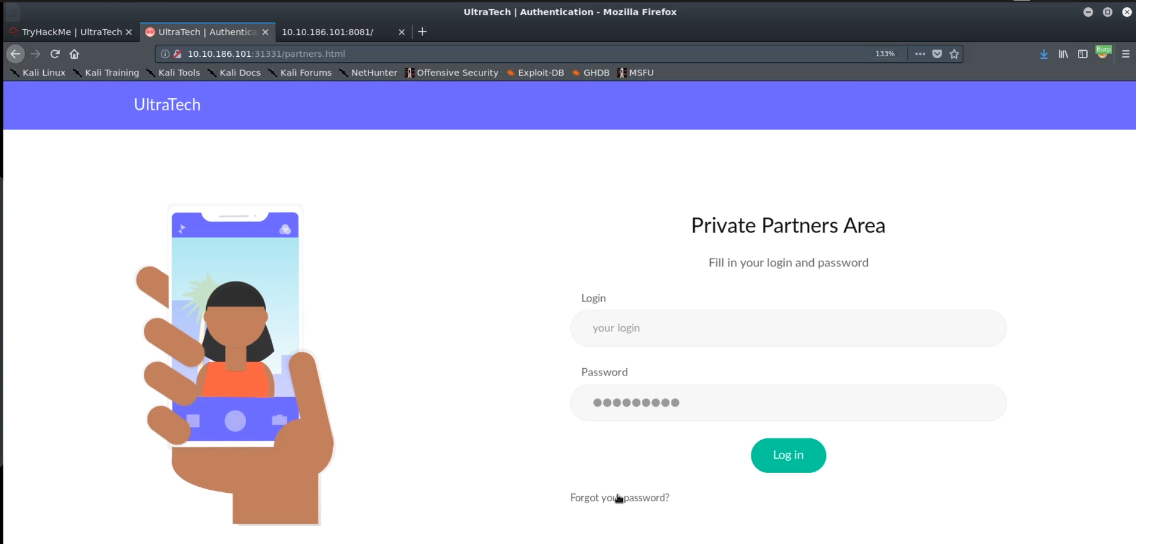 UltraTech | Authentication - Mozilla Firefox
TryHackMe | UltraTech × UltraTech | Authentica × 10.10.186.101:8081/ × +
10.10.186.101:31331/partners.html 133%
Kali Linux Kali Training Kali Tools Kali Docs Kali Forums NetHunter Offensive Security Exploit-DB GHDB MSFU
UltraTech
Private Partners Area
Fill in your login and password
Login
your login
Password
●●●●●●●●●
Log in
Forgot your password?